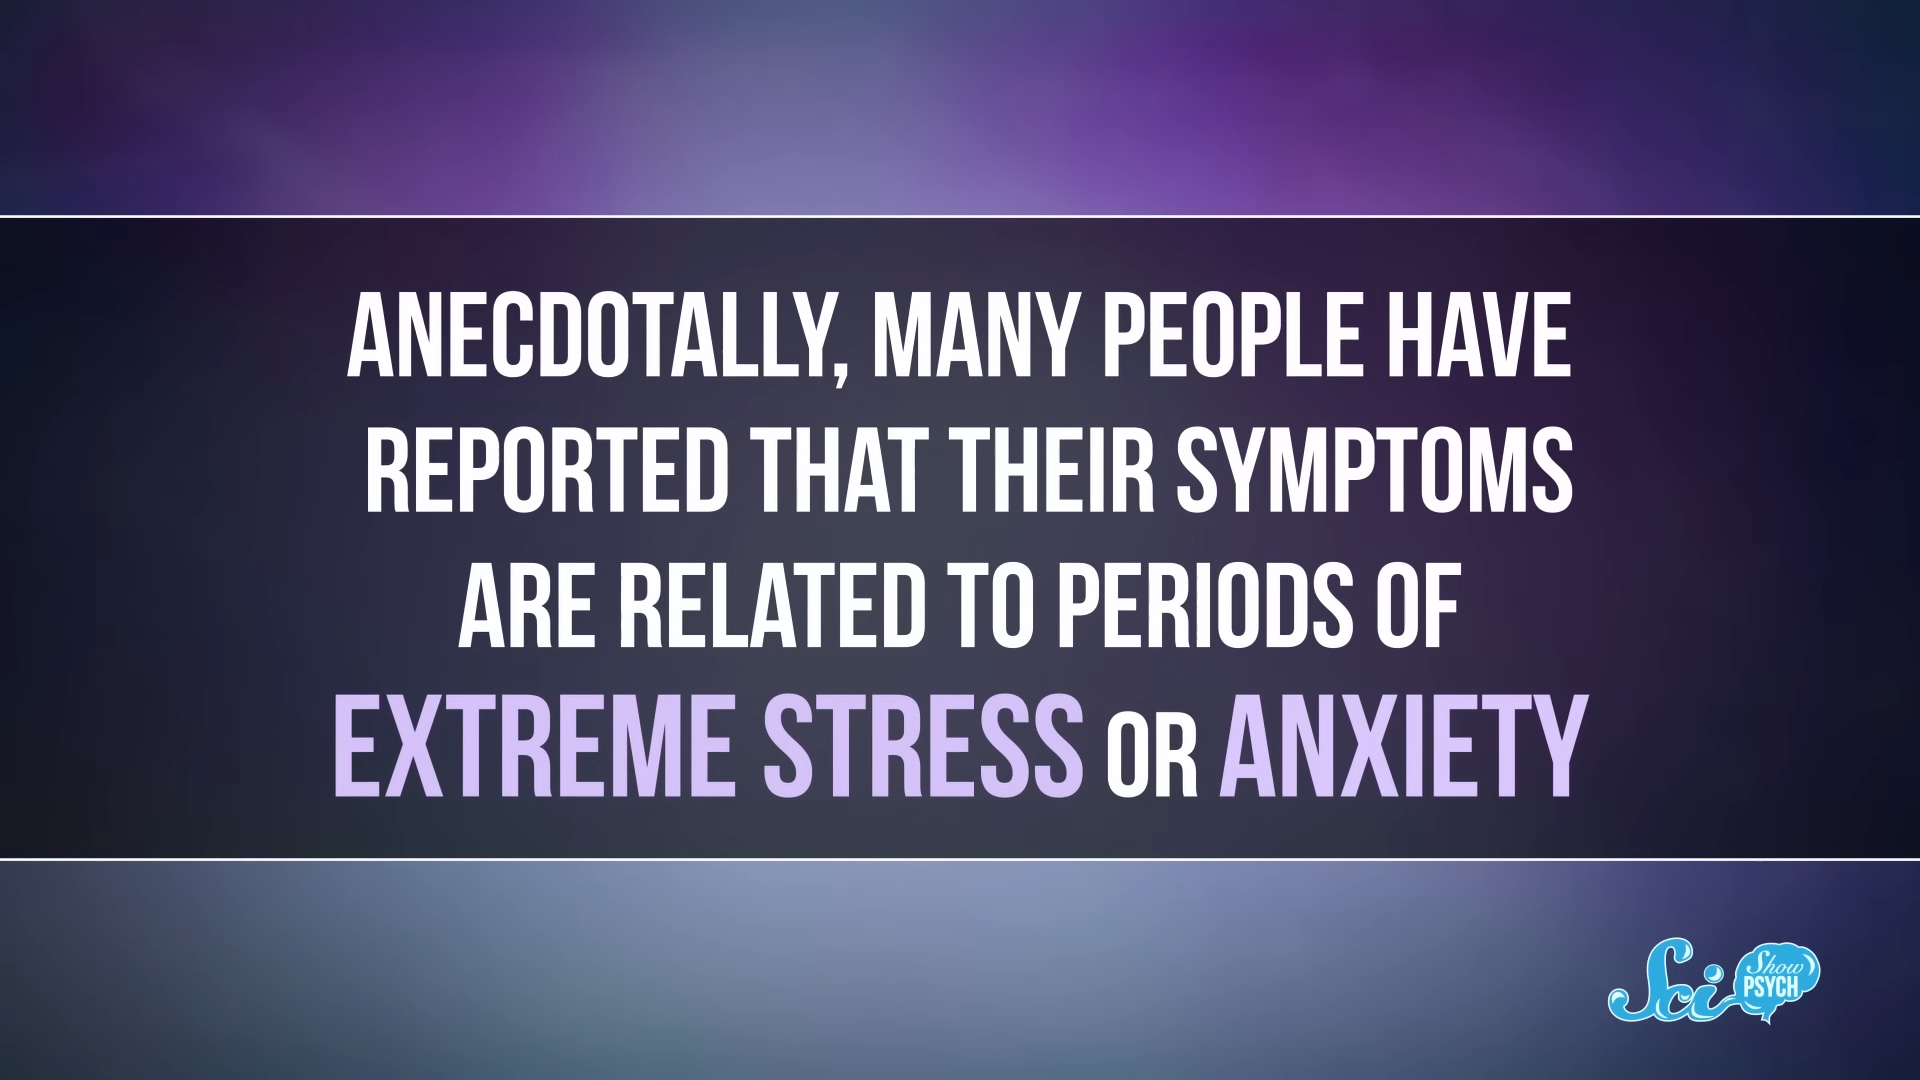 ANECDOTALLY, MANY PEOPLE HAVE
REPORTED THAT THEIR SYMPTOMS
ARE RELATED TO PERIODS OF
EXTREME STRESS OR ANXIETY
Sci Show
PSYCH